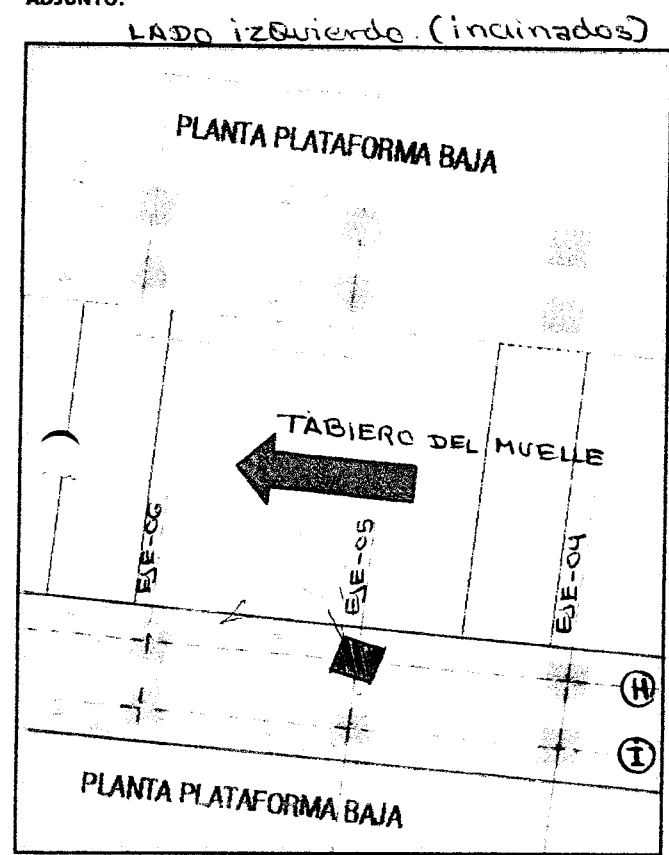 ADJUNTO:
LADO izquierdo. (inclinados)
PLANTA PLATAFORMA BAJA
TABIERO DEL MUELLE
EJE-06
EJE-05
EJE-04
H
I
PLANTA PLATAFORMA BAJA